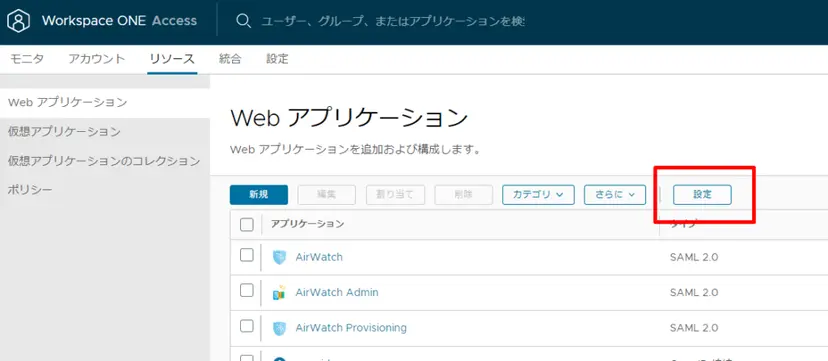 Workspace ONE Access
ユーザー、グループ、またはアプリケーションを検
モニタ アカウント リソース 統合 設定
Web アプリケーション
仮想アプリケーション
仮想アプリケーションのコレクション
ポリシー
Web アプリケーション
Web アプリケーションを追加および構成します。
新規 編集 割り当て 削除 カテゴリ さらに 設定
アプリケーション タイプ
AirWatch SAML 2.0
AirWatch Admin SAML 2.0
AirWatch Provisioning SAML 2.0